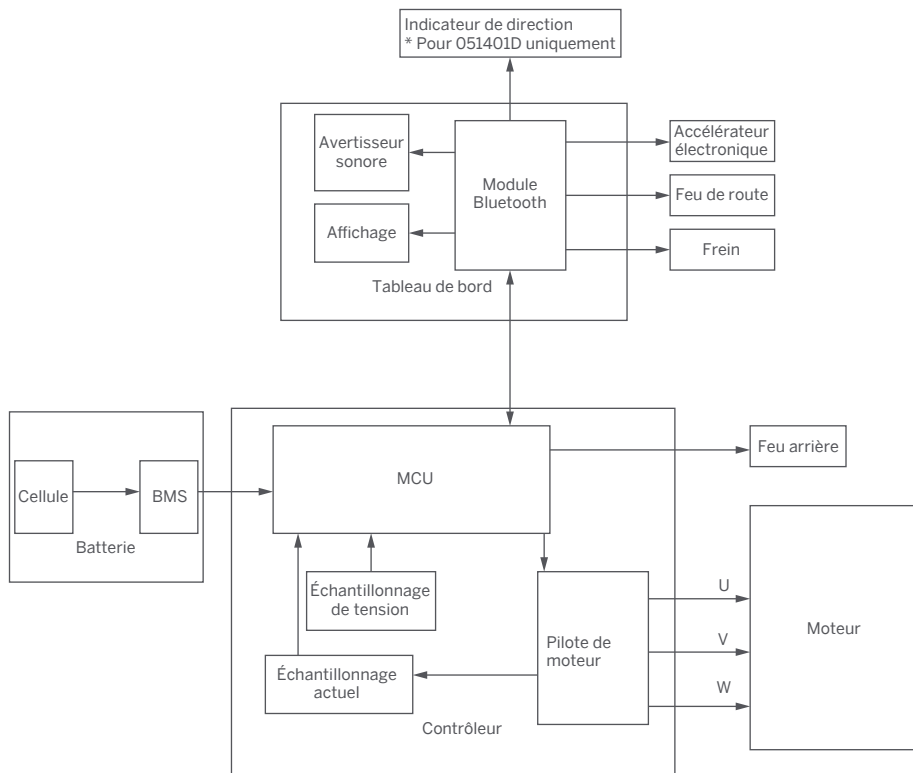 Indicateur de direction
* Pour 051401D uniquement
Avertisseur
sonore
Module
Bluetooth
Accélérateur
électronique
Feu de route
Affichage
Frein
Tableau de bord
MCU
Feu arrière
Cellule
BMS
Batterie
Échantillonnage
de tension
U
Pilote de
moteur
V
Moteur
Échantillonnage
actuel
W
Contrôleur